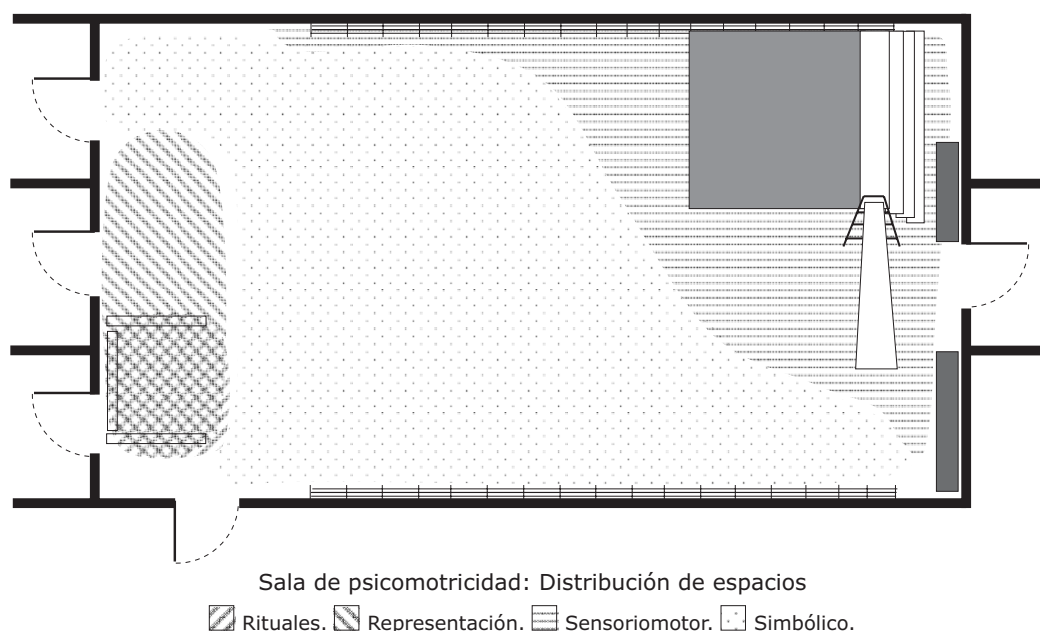 Sala de psicomotricidad: Distribución de espacios
Rituales. Representación. Sensoriomotor. Simbólico.